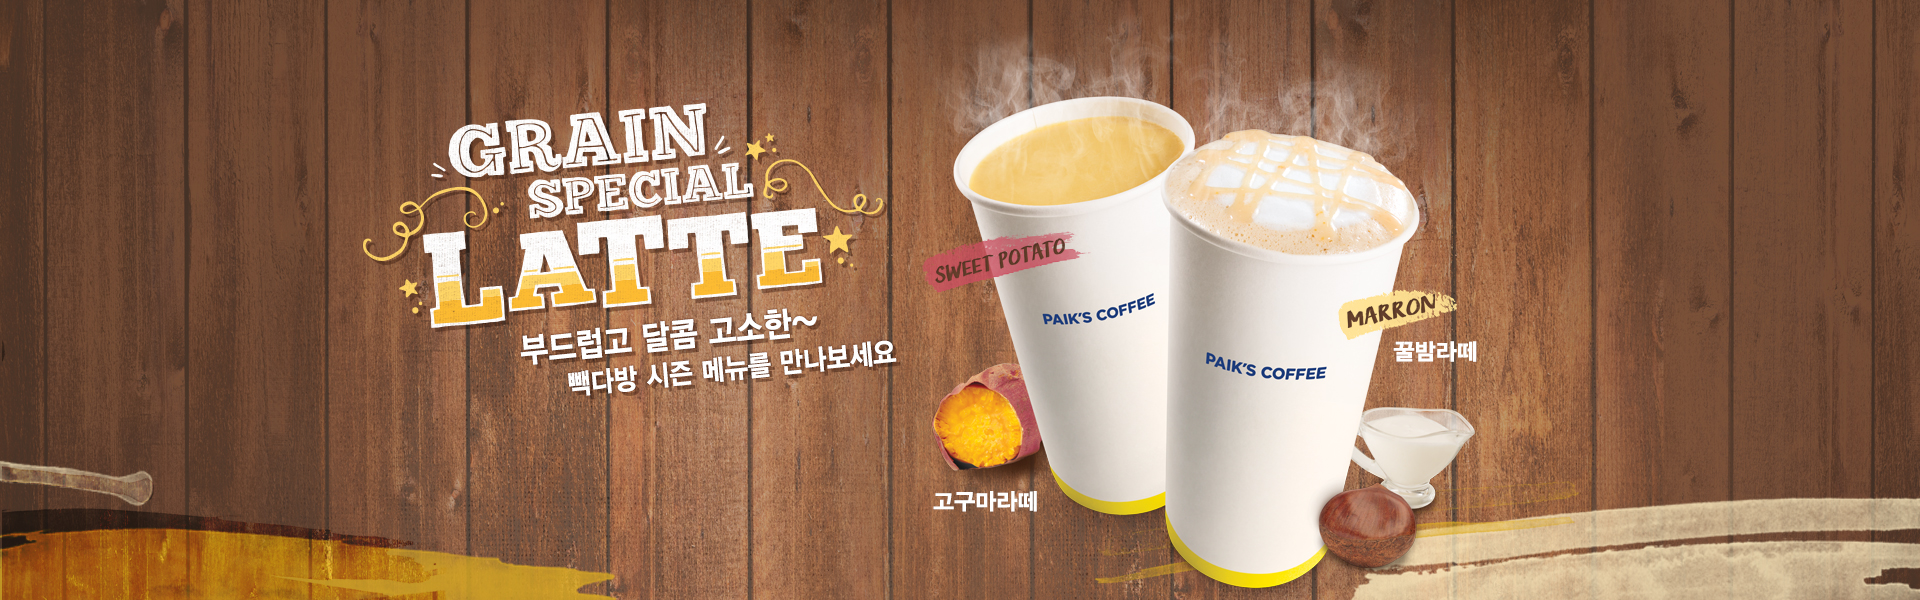 GRAIN
SPECIAL
LATTE
부드럽고 달콤 고소한~
빽다방 시즌 메뉴를 만나보세요
SWEET POTATO
PAIK'S COFFEE
고구마라떼
MARRON
꿀밤라떼
PAIK'S COFFEE